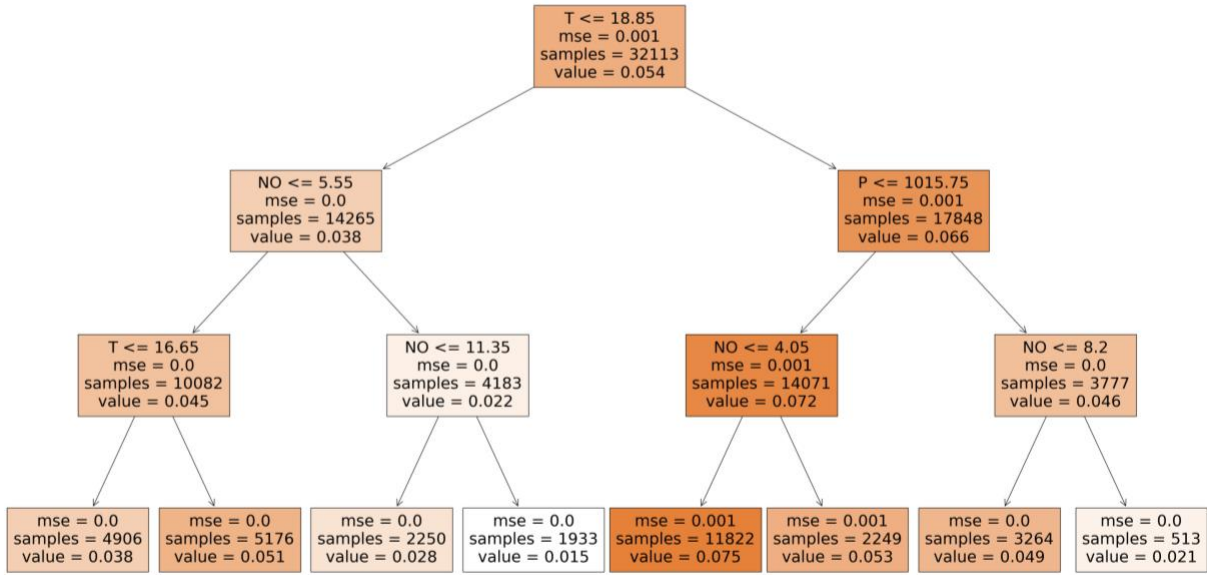 T <= 18.85
mse = 0.001
samples = 32113
value = 0.054
NO <= 5.55
mse = 0.0
samples = 14265
value = 0.038
P <= 1015.75
mse = 0.001
samples = 17848
value = 0.066
T <= 16.65
mse = 0.0
samples = 10082
value = 0.045
NO <= 11.35
mse = 0.0
samples = 4183
value = 0.022
NO <= 4.05
mse = 0.001
samples = 14071
value = 0.072
NO <= 8.2
mse = 0.0
samples = 3777
value = 0.046
mse = 0.0
samples = 4906
value = 0.038
mse = 0.0
samples = 5176
value = 0.051
mse = 0.0
samples = 2250
value = 0.028
mse = 0.0
samples = 1933
value = 0.015
mse = 0.001
samples = 11822
value = 0.075
mse = 0.001
samples = 2249
value = 0.053
mse = 0.0
samples = 3264
value = 0.049
mse = 0.0
samples = 513
value = 0.021